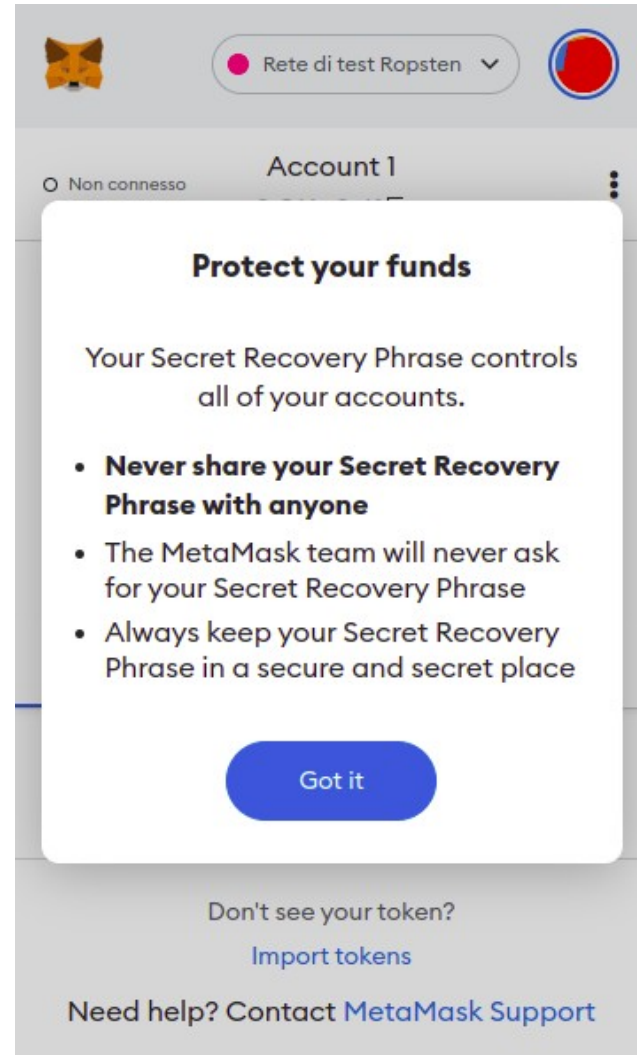 Rete di test Ropsten
Non connesso
Account 1
Protect your funds
Your Secret Recovery Phrase controls
all of your accounts.
• Never share your Secret Recovery
Phrase with anyone
• The MetaMask team will never ask
for your Secret Recovery Phrase
• Always keep your Secret Recovery
Phrase in a secure and secret place
Got it
Don't see your token?
Import tokens
Need help? Contact MetaMask Support